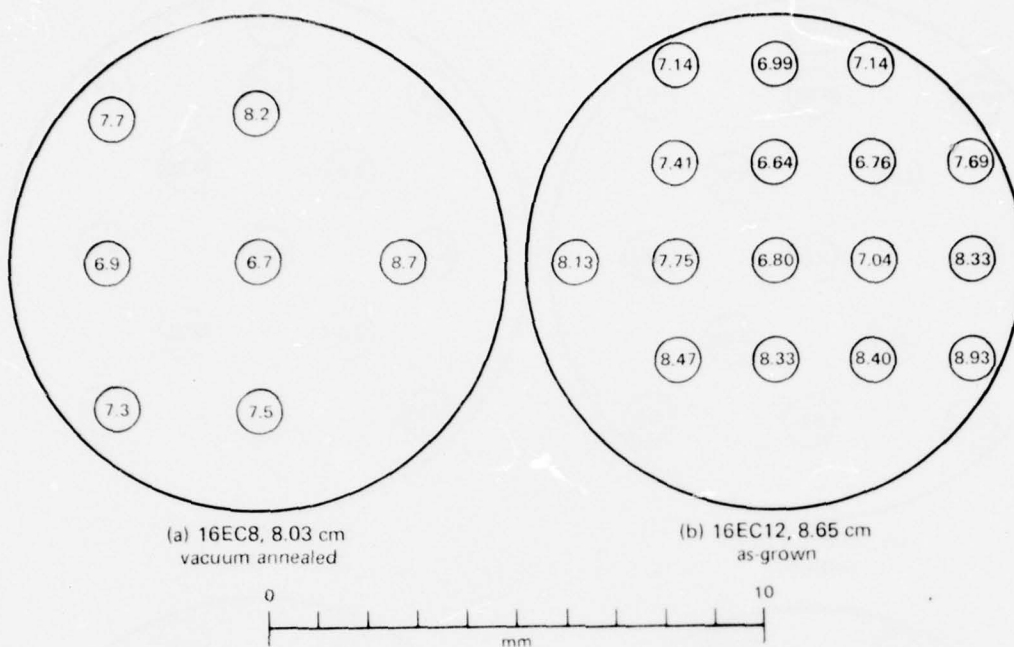 7.7 8.2
6.9 6.7 8.7
7.3 7.5
(a) 16EC8, 8.03 cm
vacuum annealed
7.14 6.99 7.14
7.41 6.64 6.76 7.69
8.13 7.75 6.80 7.04 8.33
8.47 8.33 8.40 8.93
(b) 16EC12, 8.65 cm
as-grown
0 10
mm